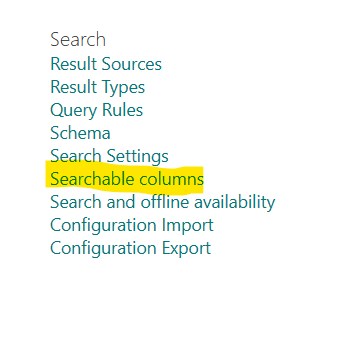 Search
Result Sources
Result Types
Query Rules
Schema
Search Settings
Searchable columns
Search and offline availability
Configuration Import
Configuration Export